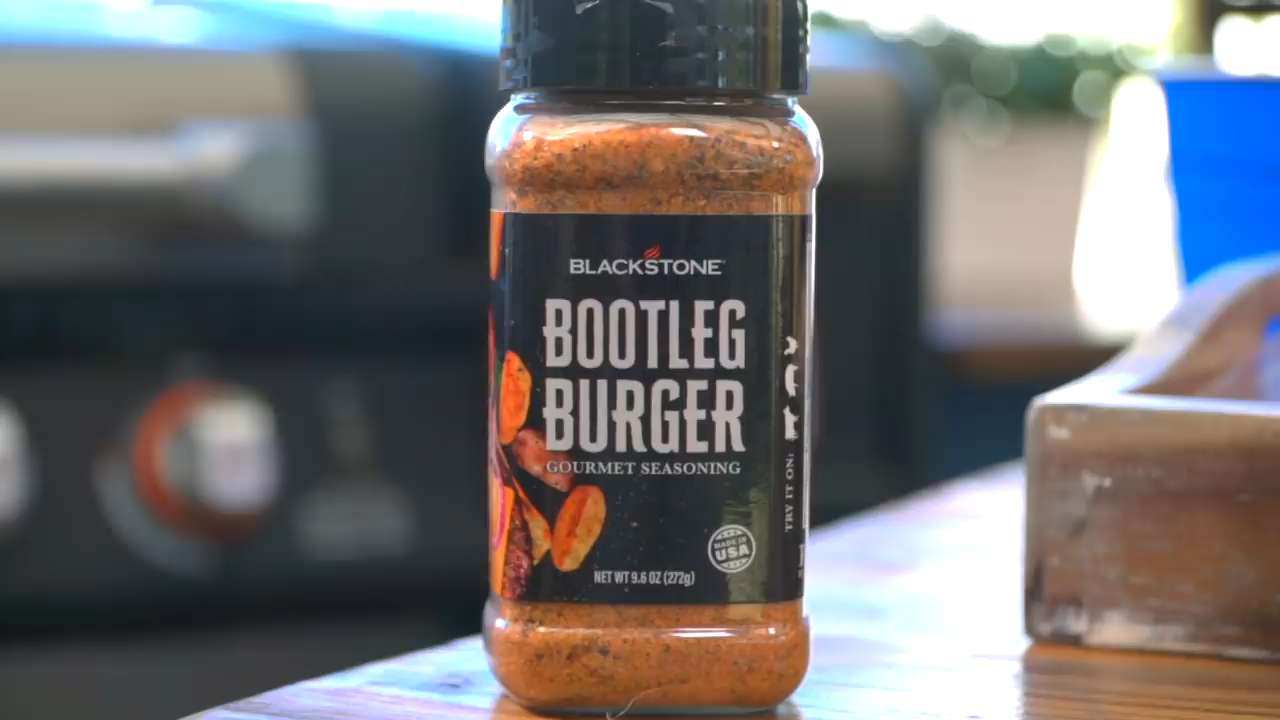 BLACKSTONE
BOOTLEG
BURGER
GOURMET SEASONING
MADE IN
USA
NET WT 9.6 OZ (272g)
TRY IT ON: